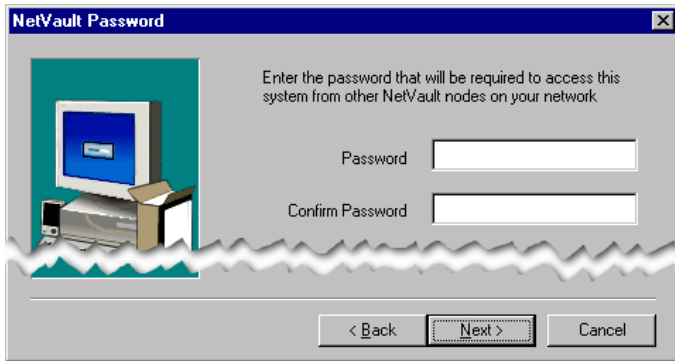 NetVault Password
Enter the password that will be required to access this
system from other NetVault nodes on your network
Password
Confirm Password
< Back
Next >
Cancel